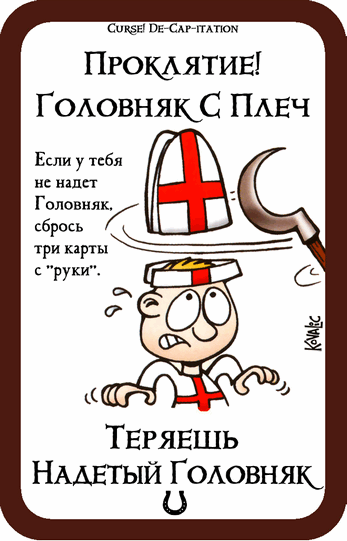 Curse! De-Cap-itation
Проклятие!
Головняк С Плеч
Если у тебя
не надет
Головняк,
сбрось
три карты
с "руки".
Kovalic
Теряешь
Надетый Головняк